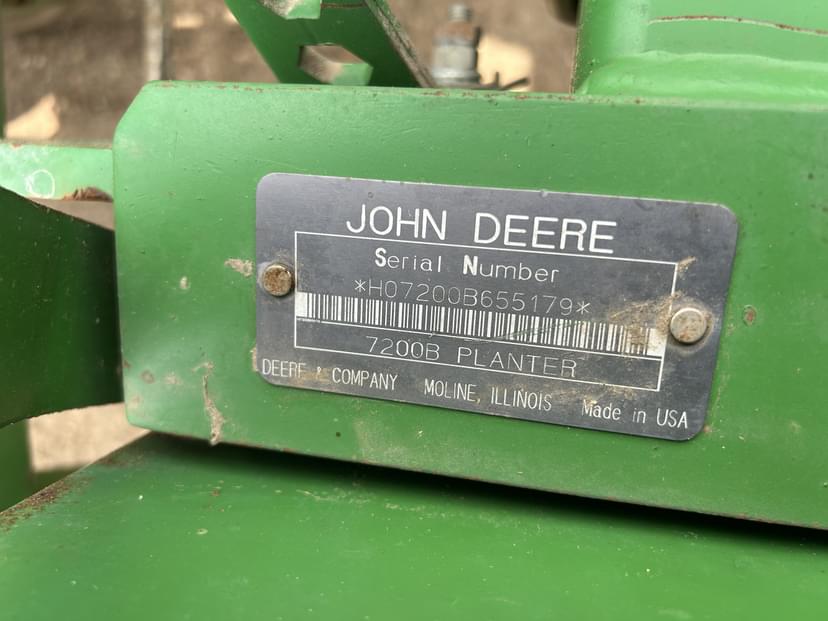 JOHN DEERE
Serial Number
*H07200B655179*
7200B PLANTER
DEERE & COMPANY MOLINE, ILLINOIS Made in USA